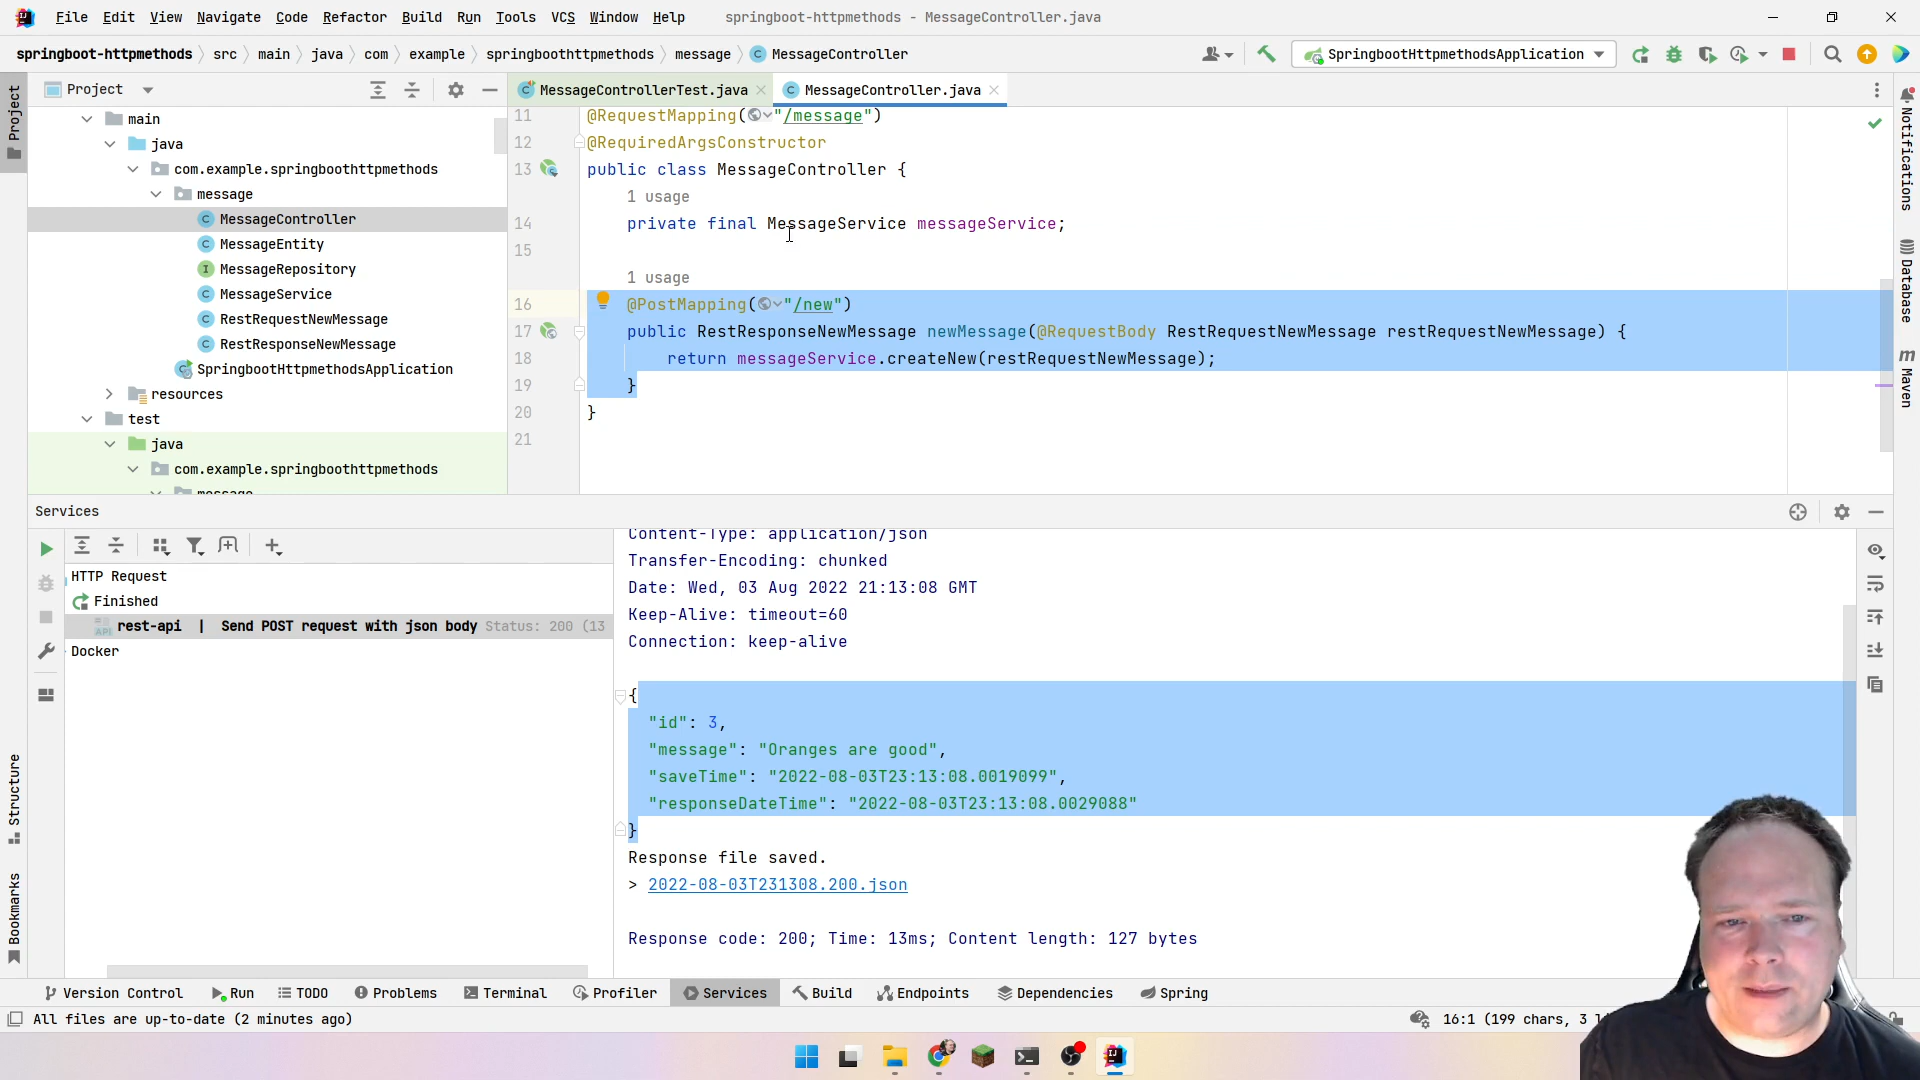 File Edit View Navigate Code Refactor Build Run Tools VCS Window Help springboot-httpmethods - MessageController.java
springboot-httpmethods src main java com example springboothttpmethods message MessageController
SpringbootHttpmethodsApplication
Project
MessageControllerTest.java
MessageController.java
Project
main
java
com.example.springboothttpmethods
message
MessageController
MessageEntity
MessageRepository
MessageService
RestRequestNewMessage
RestResponseNewMessage
SpringbootHttpmethodsApplication
resources
test
java
com.example.springboothttpmethods
message
11 @RequestMapping("/message")
12 @RequiredArgsConstructor
13 public class MessageController {
1 usage
14 private final MessageService messageService;
15
1 usage
16 @PostMapping("/new")
17 public RestResponseNewMessage newMessage(@RequestBody RestRequestNewMessage restRequestNewMessage) {
18 return messageService.createNew(restRequestNewMessage);
19 }
20 }
21
Notifications
Database
Maven
Services
HTTP Request
Finished
rest-api | Send POST request with json body Status: 200 (13
Docker
Content-Type: application/json
Transfer-Encoding: chunked
Date: Wed, 03 Aug 2022 21:13:08 GMT
Keep-Alive: timeout=60
Connection: keep-alive
{
"id": 3,
"message": "Oranges are good",
"saveTime": "2022-08-03T23:13:08.0019099",
"responseDateTime": "2022-08-03T23:13:08.0029088"
}
Response file saved.
> 2022-08-03T231308.200.json
Response code: 200; Time: 13ms; Content length: 127 bytes
Structure
Bookmarks
Version Control Run TODO Problems Terminal Profiler Services Build Endpoints Dependencies Spring
All files are up-to-date (2 minutes ago)
16:1 (199 chars, 3